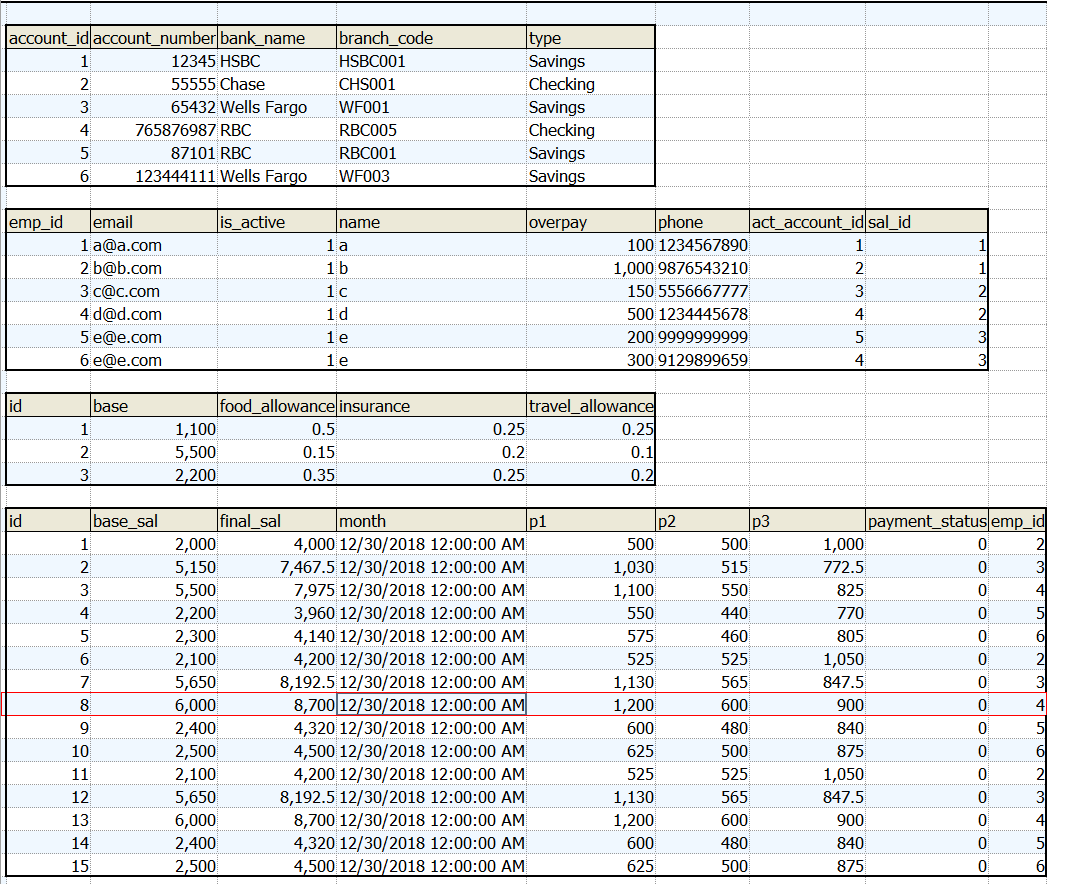 account_id account_number bank_name branch_code type
1 12345 HSBC HSBC001 Savings
2 55555 Chase CHS001 Checking
3 65432 Wells Fargo WF001 Savings
4 765876987 RBC RBC005 Checking
5 87101 RBC RBC001 Savings
6 123444111 Wells Fargo WF003 Savings
emp_id email is_active name overpay phone act_account_id sal_id
1 a@a.com 1 a 100 1234567890 1 1
2 b@b.com 1 b 1,000 9876543210 2 1
3 c@c.com 1 c 150 5556667777 3 2
4 d@d.com 1 d 500 1234445678 4 2
5 e@e.com 1 e 200 9999999999 5 3
6 e@e.com 1 e 300 9129899659 4 3
id base food_allowance insurance travel_allowance
1 1,100 0.5 0.25 0.25
2 5,500 0.15 0.2 0.1
3 2,200 0.35 0.25 0.2
id base_sal final_sal month p1 p2 p3 payment_status emp_id
1 2,000 4,000 12/30/2018 12:00:00 AM 500 500 1,000 0 2
2 5,150 7,467.5 12/30/2018 12:00:00 AM 1,030 515 772.5 0 3
3 5,500 7,975 12/30/2018 12:00:00 AM 1,100 550 825 0 4
4 2,200 3,960 12/30/2018 12:00:00 AM 550 440 770 0 5
5 2,300 4,140 12/30/2018 12:00:00 AM 575 460 805 0 6
6 2,100 4,200 12/30/2018 12:00:00 AM 525 525 1,050 0 2
7 5,650 8,192.5 12/30/2018 12:00:00 AM 1,130 565 847.5 0 3
8 6,000 8,700 12/30/2018 12:00:00 AM 1,200 600 900 0 4
9 2,400 4,320 12/30/2018 12:00:00 AM 600 480 840 0 5
10 2,500 4,500 12/30/2018 12:00:00 AM 625 500 875 0 6
11 2,100 4,200 12/30/2018 12:00:00 AM 525 525 1,050 0 2
12 5,650 8,192.5 12/30/2018 12:00:00 AM 1,130 565 847.5 0 3
13 6,000 8,700 12/30/2018 12:00:00 AM 1,200 600 900 0 4
14 2,400 4,320 12/30/2018 12:00:00 AM 600 480 840 0 5
15 2,500 4,500 12/30/2018 12:00:00 AM 625 500 875 0 6